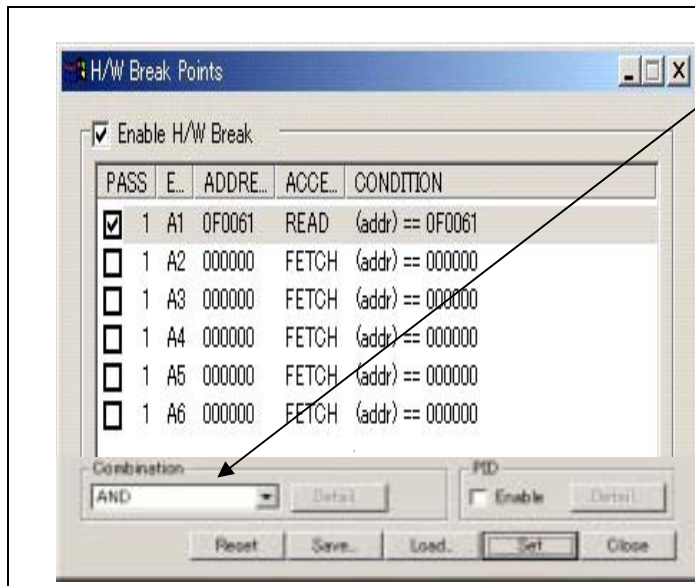 H/W Break Points
Enable H/W Break
PASS E... ADDRE... ACCE... CONDITION
1 A1 0F0061 READ (addr) == 0F0061
1 A2 000000 FETCH (addr) == 000000
1 A3 000000 FETCH (addr) == 000000
1 A4 000000 FETCH (addr) == 000000
1 A5 000000 FETCH (addr) == 000000
1 A6 000000 FETCH (addr) == 000000
Combination PID
AND Detail Enable Detail
Reset Save.. Load.. Set Close